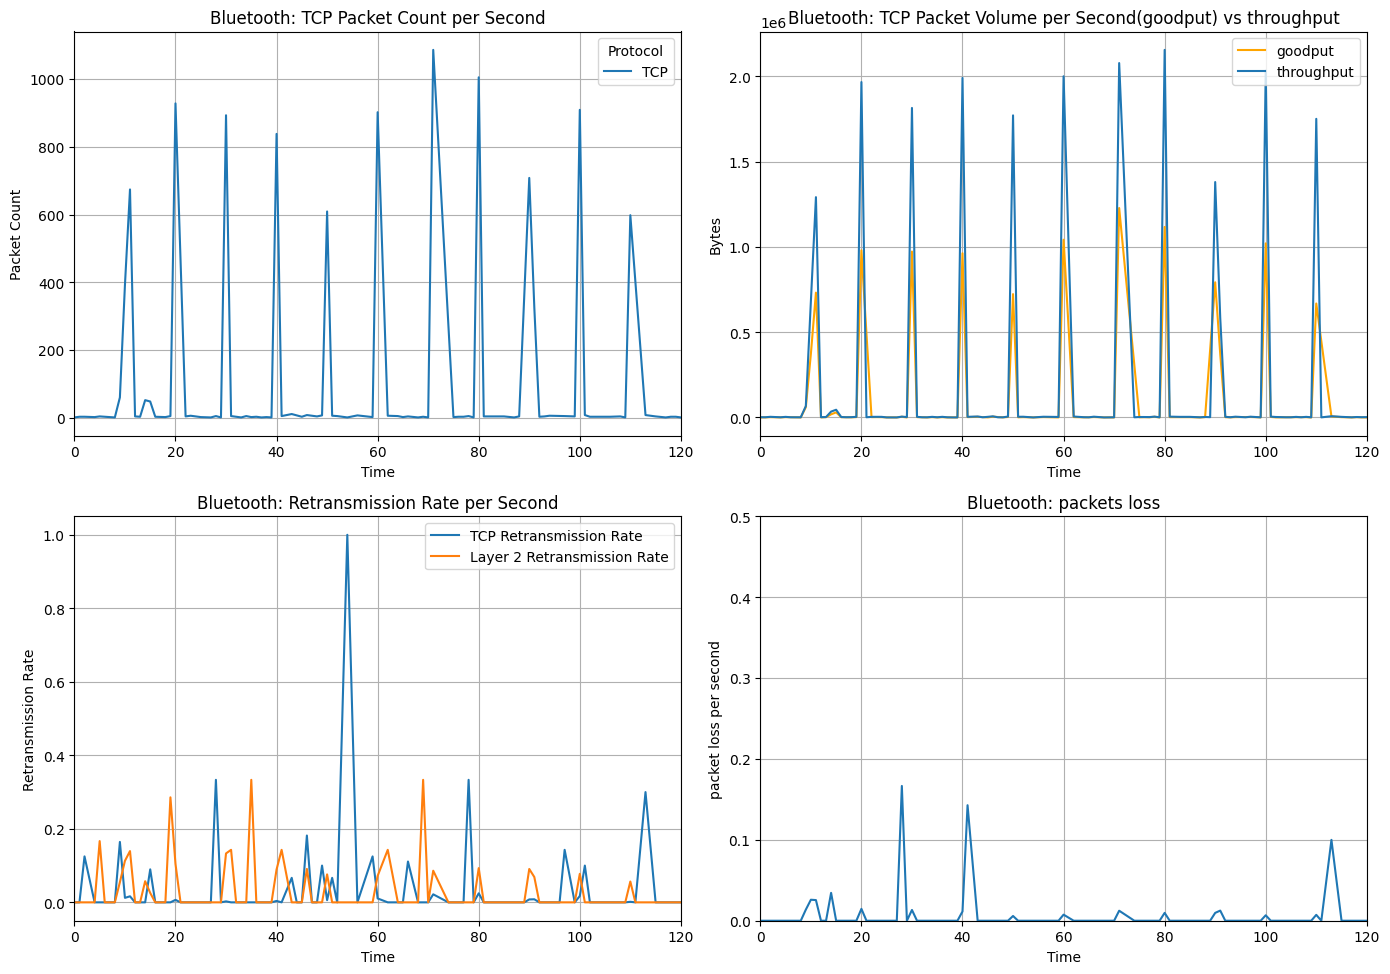 Bluetooth: TCP Packet Count per Second
Protocol
TCP
1000
800
600
400
200
0
Packet Count
0 20 40 60 80 100 120
Time
Bluetooth: TCP Packet Volume per Second(goodput) vs throughput
1e6
goodput
throughput
2.0
1.5
1.0
0.5
0.0
Bytes
0 20 40 60 80 100 120
Time
Bluetooth: Retransmission Rate per Second
TCP Retransmission Rate
Layer 2 Retransmission Rate
1.0
0.8
0.6
0.4
0.2
0.0
Retransmission Rate
0 20 40 60 80 100 120
Time
Bluetooth: packets loss
0.5
0.4
0.3
0.2
0.1
0.0
packet loss per second
0 20 40 60 80 100 120
Time